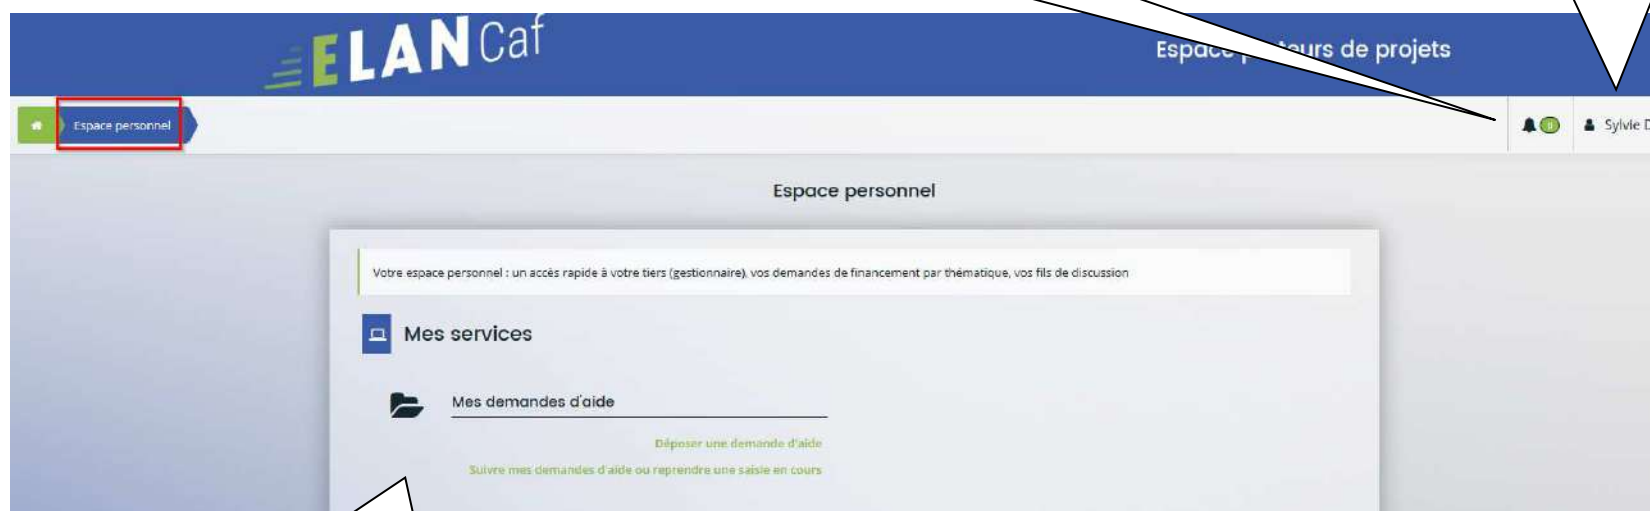 ELAN Caf
Espace porteurs de projets
Espace personnel
Sylvie D
Espace personnel
Votre espace personnel : un accès rapide à votre tiers (gestionnaire), vos demandes de financement par thématique, vos fils de discussion
Mes services
Mes demandes d'aide
Déposer une demande d'aide
Suivre mes demandes d'aide ou reprendre une saisie en cours